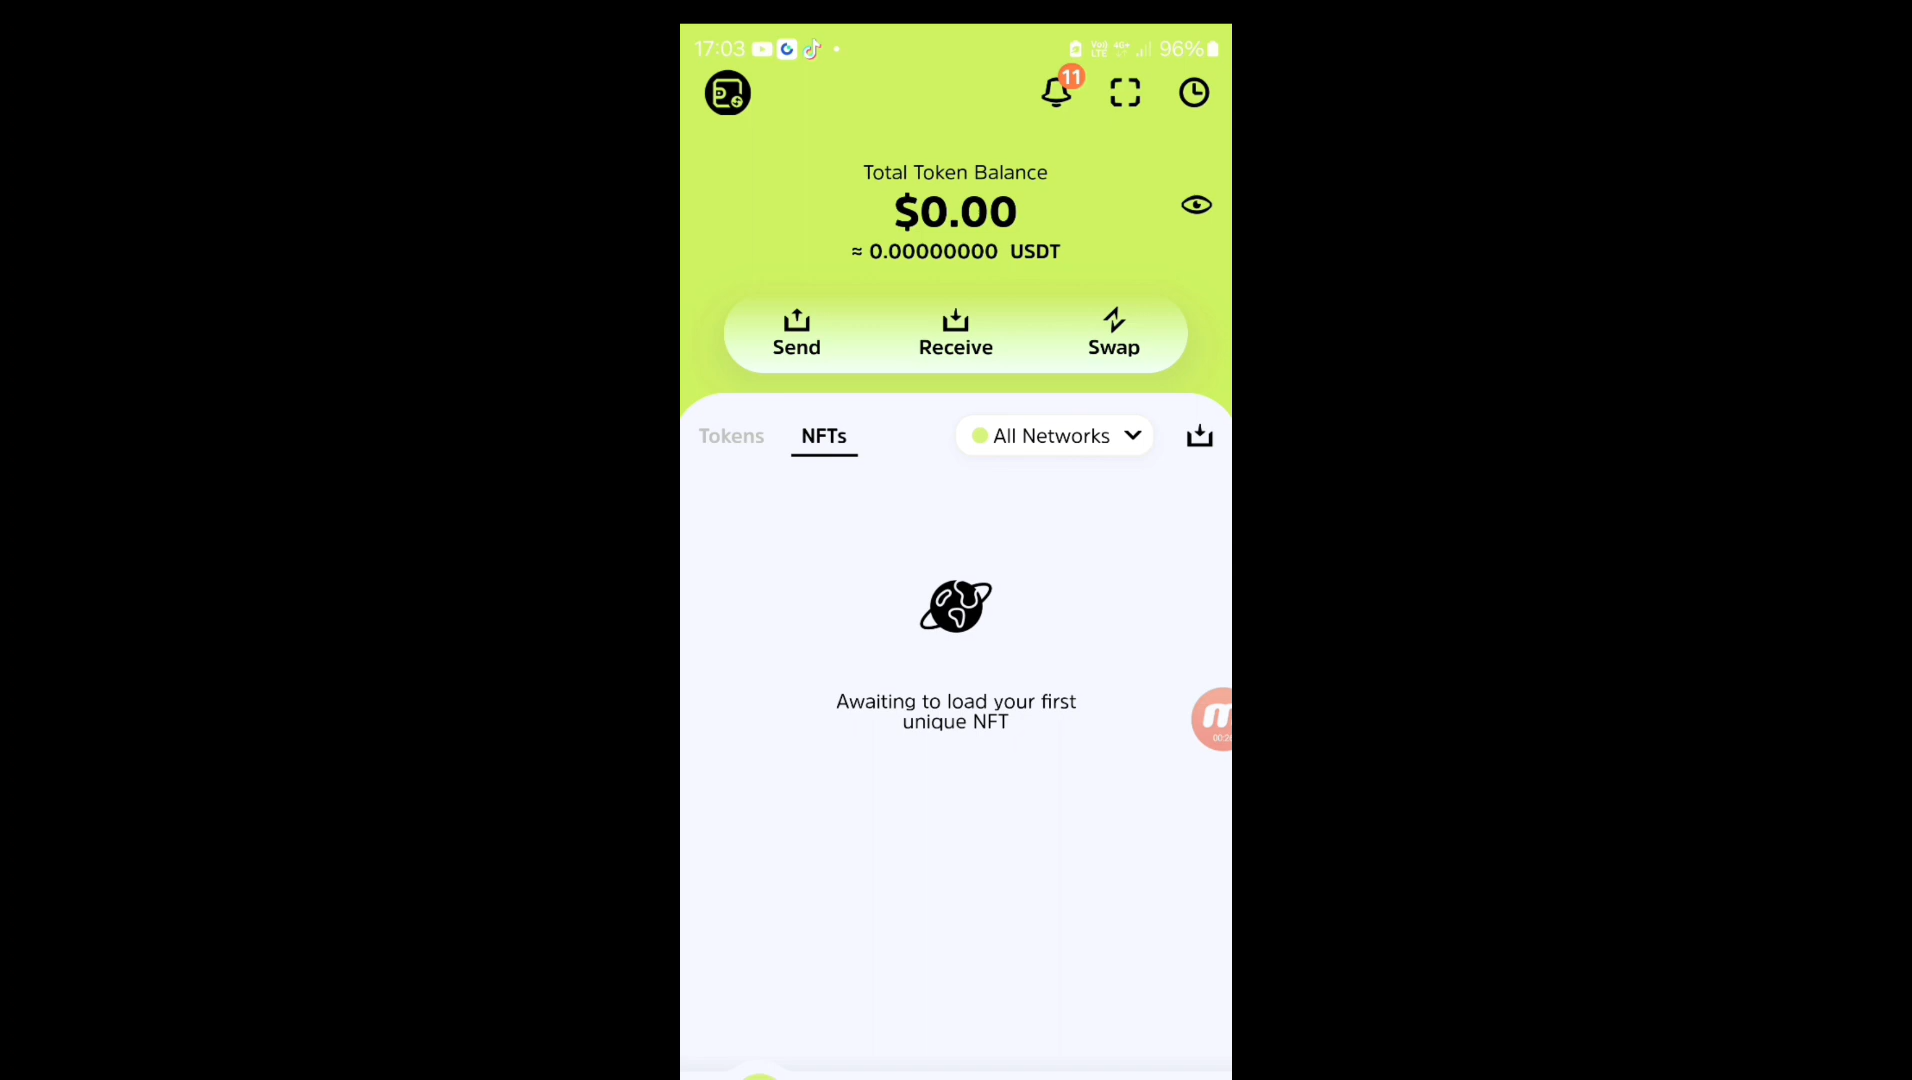 17:03 96%
11
Total Token Balance
$0.00
≈ 0.00000000 USDT
Send Receive Swap
Tokens NFTs All Networks
Awaiting to load your first
unique NFT